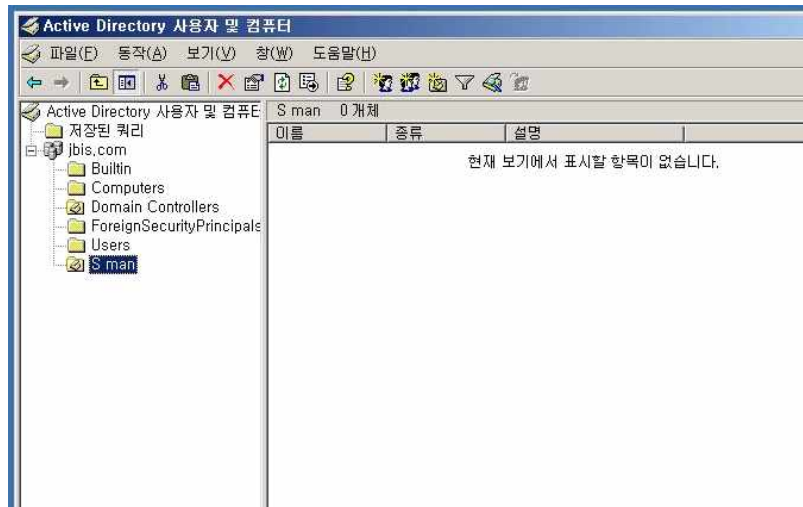 Active Directory 사용자 및 컴퓨터
파일(F) 동작(A) 보기(V) 창(W) 도움말(H)
Active Directory 사용자 및 컴퓨터
저장된 쿼리
jbis.com
Builtin
Computers
Domain Controllers
ForeignSecurityPrincipals
Users
S man
S man 0 개체
이름 종류 설명
현재 보기에서 표시할 항목이 없습니다.